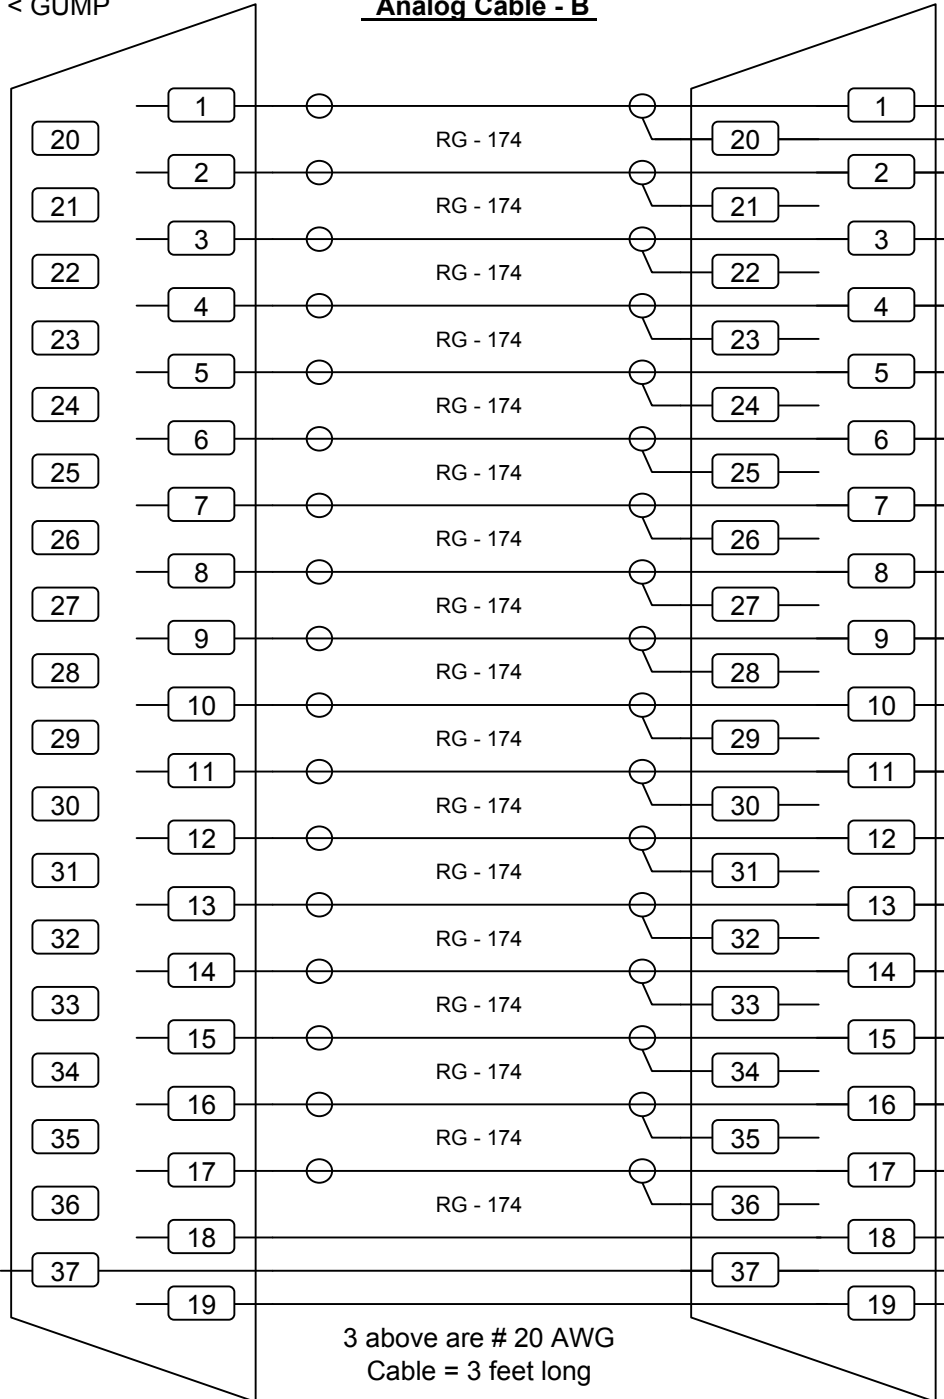 < GUMP Analog Cable - B
1 1
20 RG - 174 20
2 2
21 RG - 174 21
3 3
22 RG - 174 22
4 4
23 RG - 174 23
5 5
24 RG - 174 24
6 6
25 RG - 174 25
7 7
26 RG - 174 26
8 8
27 RG - 174 27
9 9
28 RG - 174 28
10 10
29 RG - 174 29
11 11
30 RG - 174 30
12 12
31 RG - 174 31
13 13
32 RG - 174 32
14 14
33 RG - 174 33
15 15
34 RG - 174 34
16 16
35 RG - 174 35
17 17
36 RG - 174 36
18 18
37 37
19 19
3 above are # 20 AWG
Cable = 3 feet long